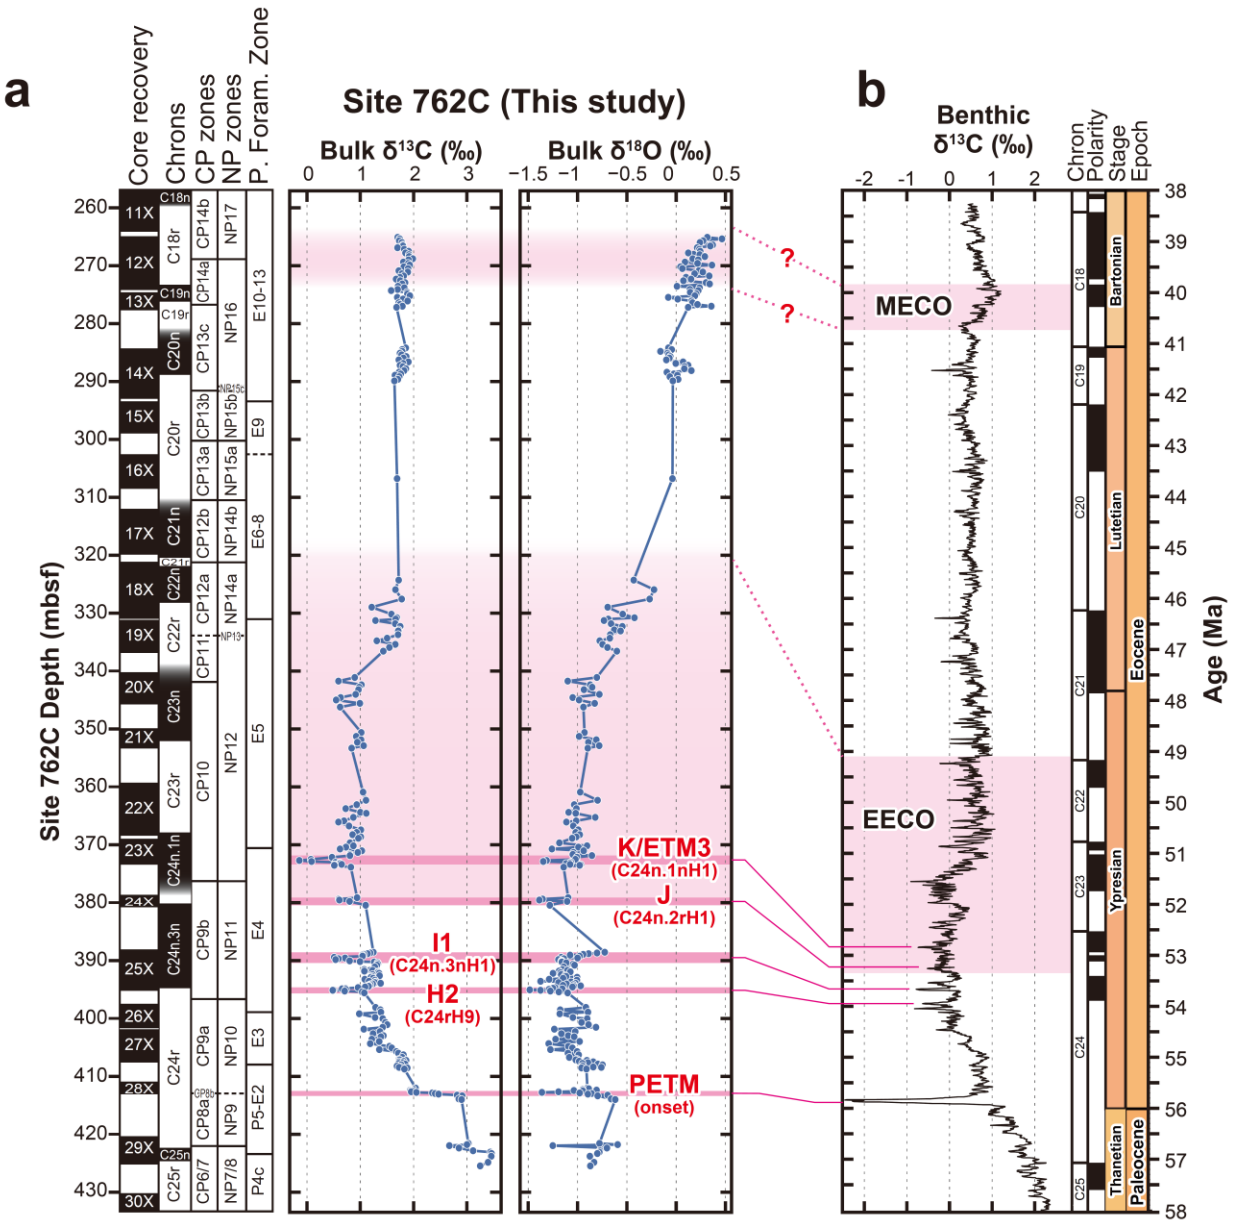 a
Core recovery
Chrons
CP zones
NP zones
P. Foram. Zone
Site 762C (This study)
Bulk δ¹³C (‰)
0 1 2 3
Bulk δ¹⁸O (‰)
−1.5 −1 −0.5 0 0.5
b
Benthic
δ¹³C (‰)
-2 -1 0 1 2
Chron
Polarity
Stage
Epoch
Site 762C Depth (mbsf)
260
270
280
290
300
310
320
330
340
350
360
370
380
390
400
410
420
430
11X
12X
13X
14X
15X
16X
17X
18X
19X
20X
21X
22X
23X
24X
25X
26X
27X
28X
29X
30X
C18n
C18r
C19n
C19r
C20n
C20r
C21n
C21r
C22n
C22r
C23n
C23r
C24n.1n
C24n.3n
C24r
C25n
C25r
CP14b
CP14a
CP13c
CP13b
CP13a
CP12b
CP12a
CP11
CP10
CP9b
CP9a
CP8b
CP8a
CP6/7
NP17
NP16
NP15c
NP15b
NP15a
NP14b
NP14a
NP13
NP12
NP11
NP10
NP9
NP7/8
E10-13
E9
E6-8
E5
E4
E3
P5-E2
P4c
K/ETM3
(C24n.1nH1)
J
(C24n.2rH1)
I1
(C24n.3nH1)
H2
(C24rH9)
PETM
(onset)
?
?
MECO
EECO
C18
C19
C20
C21
C22
C23
C24
C25
Bartonian
Lutetian
Ypresian
Thanetian
Eocene
Paleocene
38
39
40
41
42
43
44
45
46
47
48
49
50
51
52
53
54
55
56
57
58
Age (Ma)